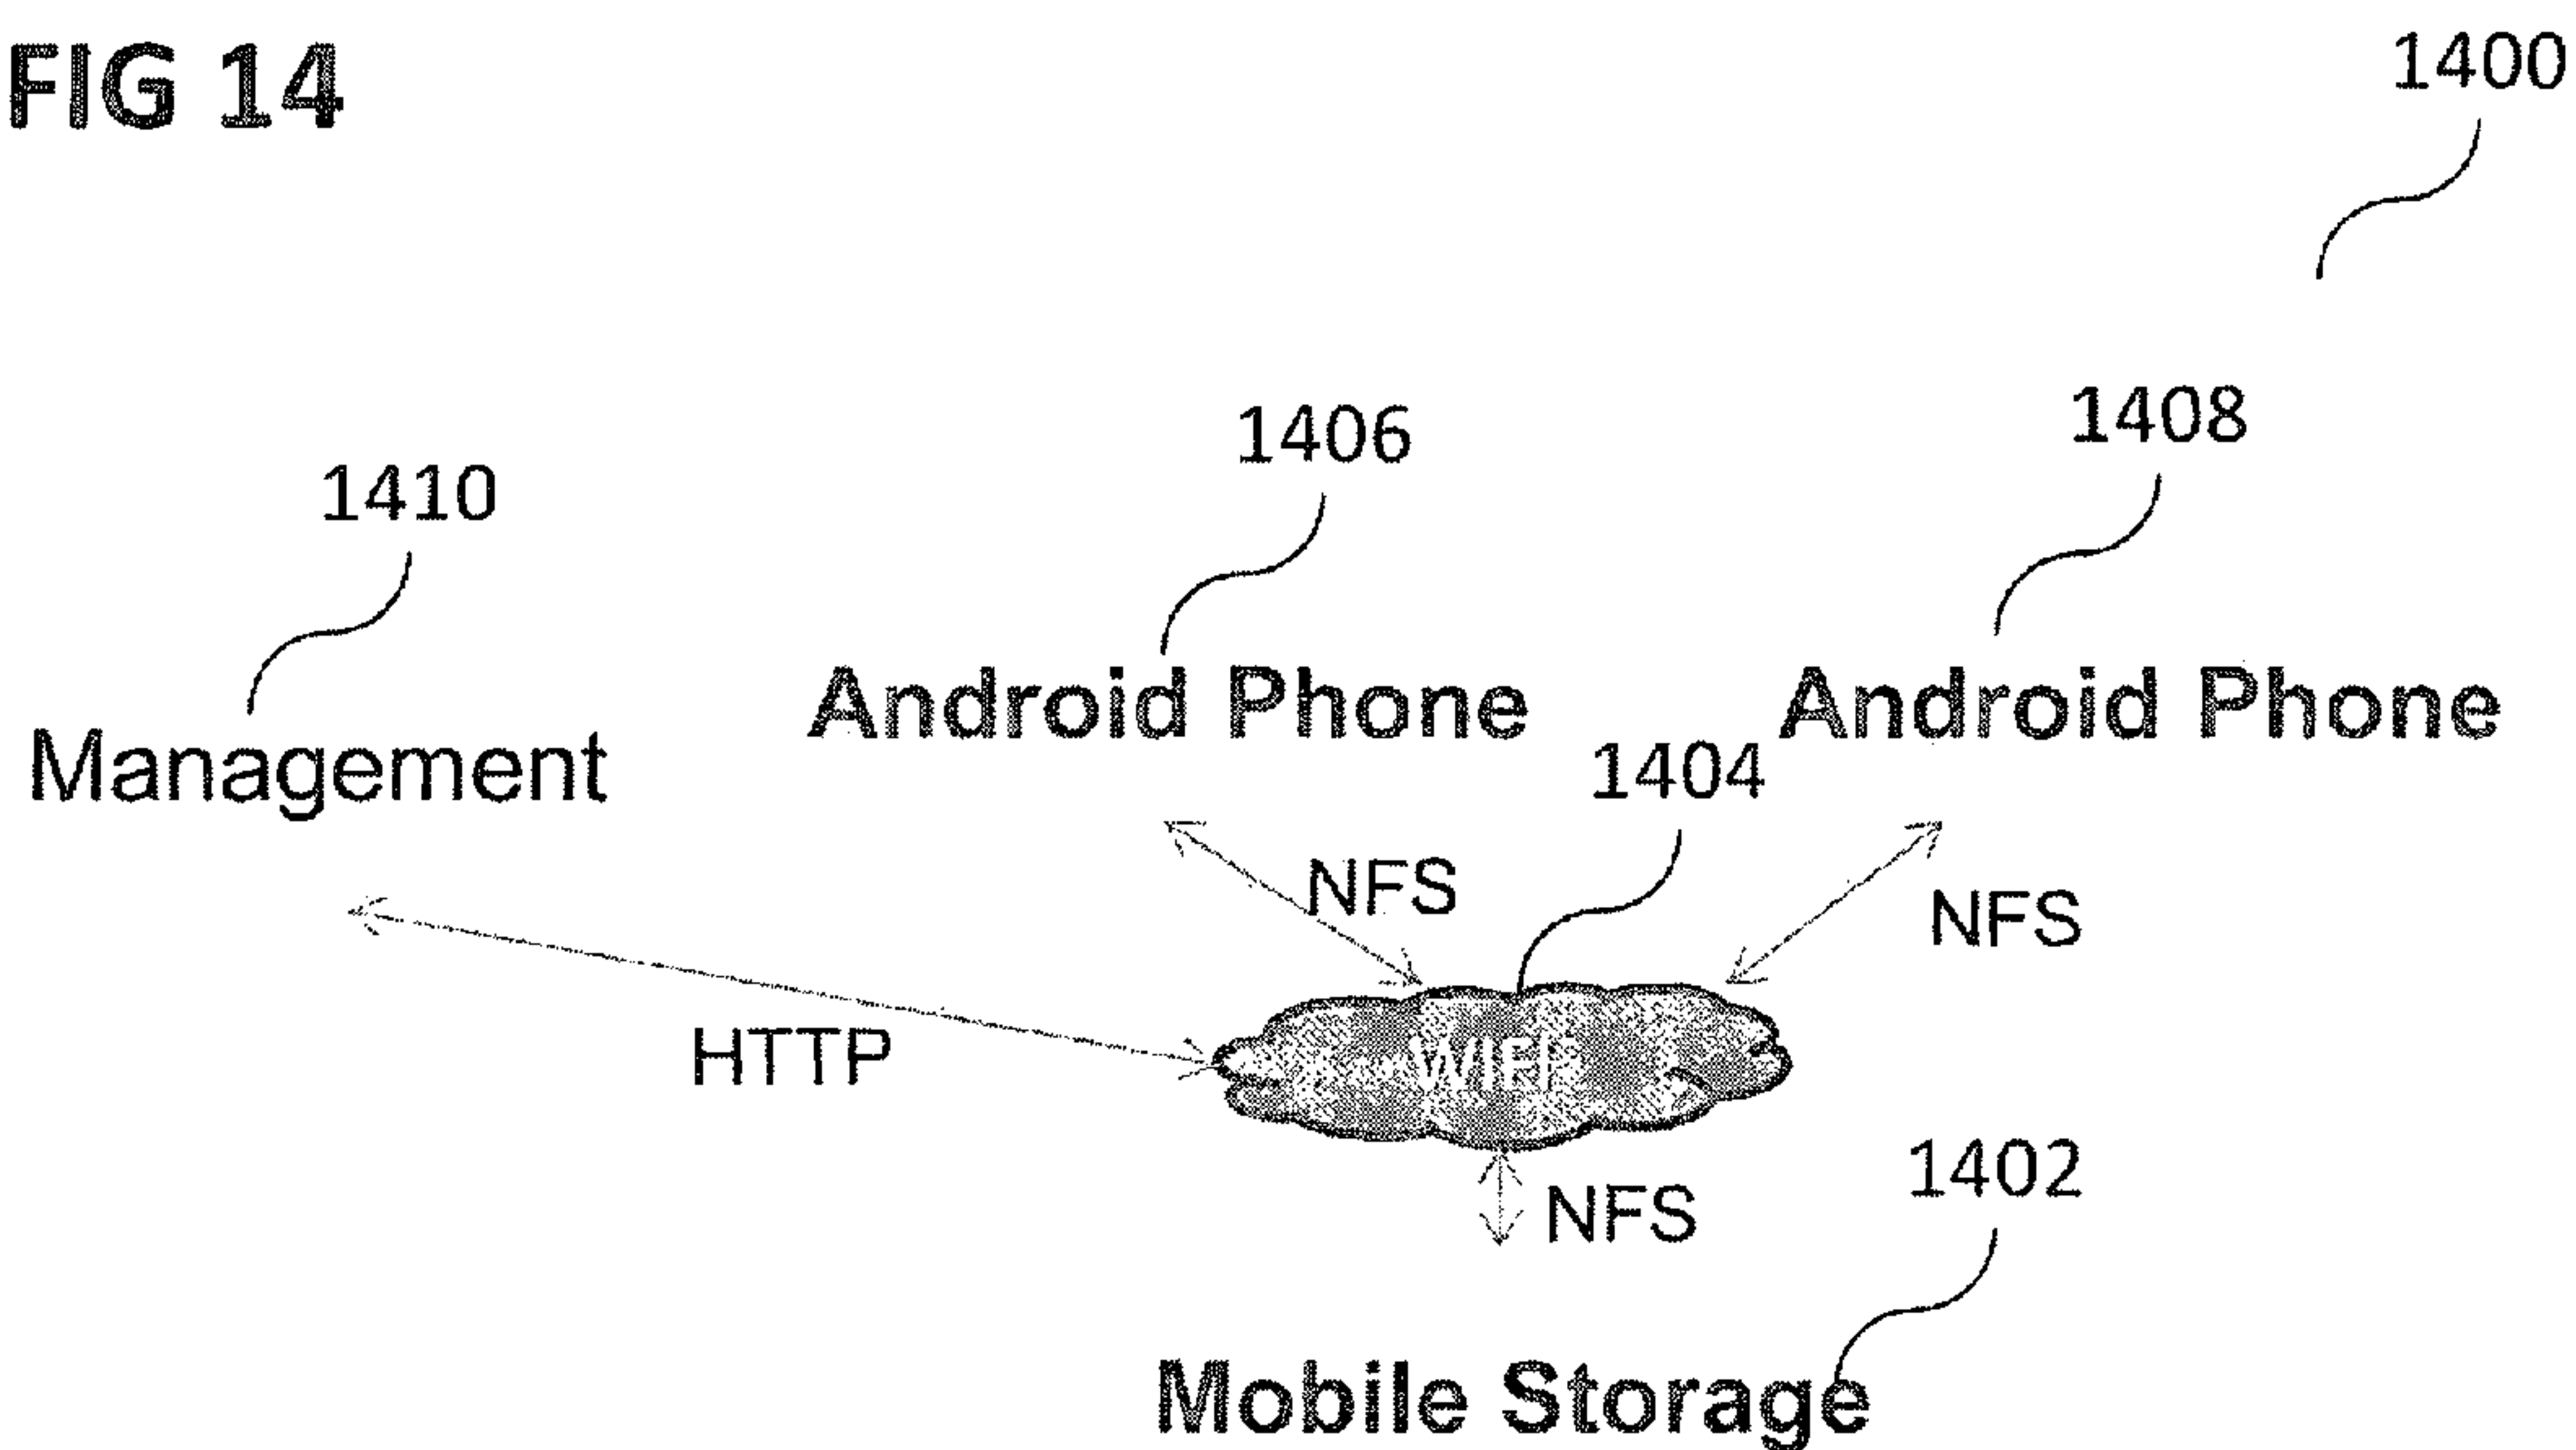 FIG 14
1400
1408
1406
1410
Android Phone
Android Phone
Management
1404
NFS
NFS
HTTP
WIFI
1402
NFS
Mobile Storage